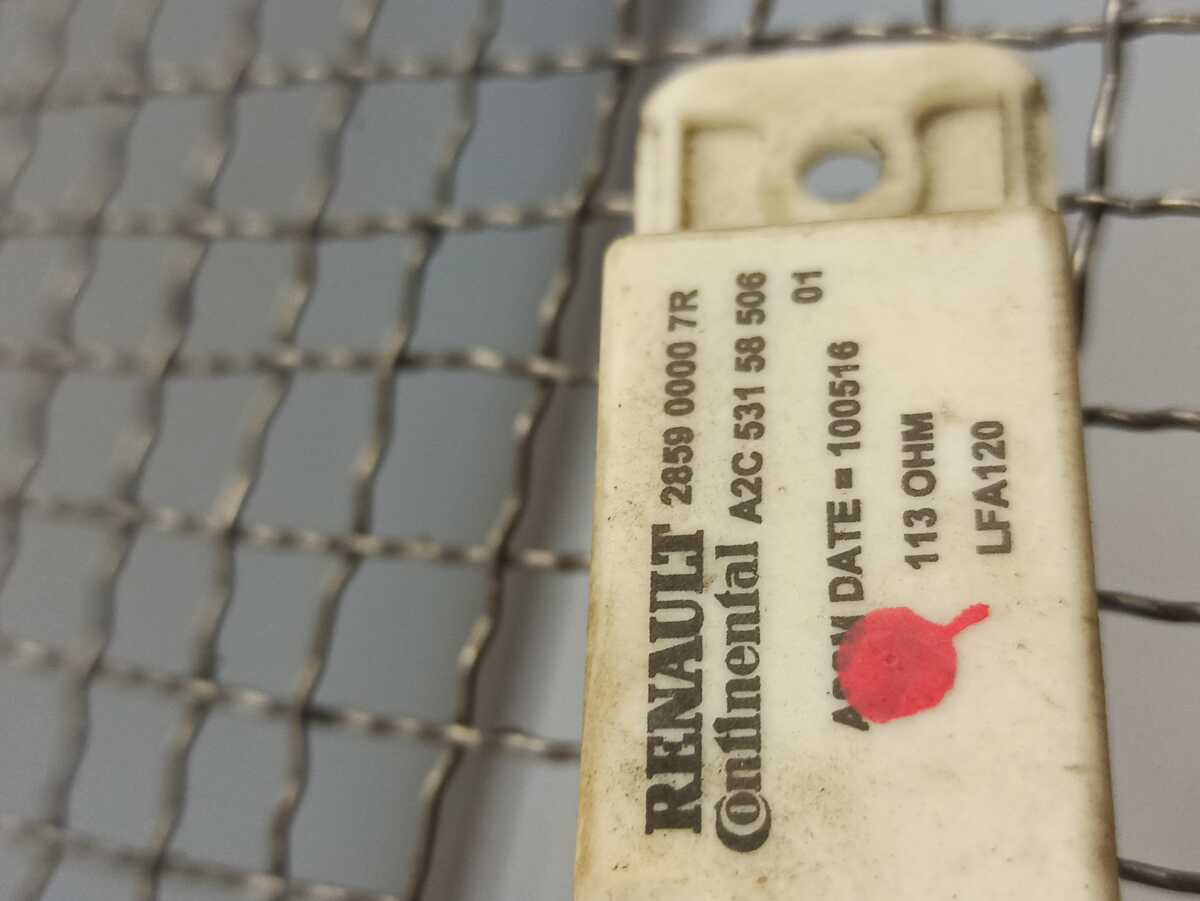 RENAULT 2859 0000 7R
Continental A2C 531 58 506
01
DATE = 100516
113 OHM
LFA120